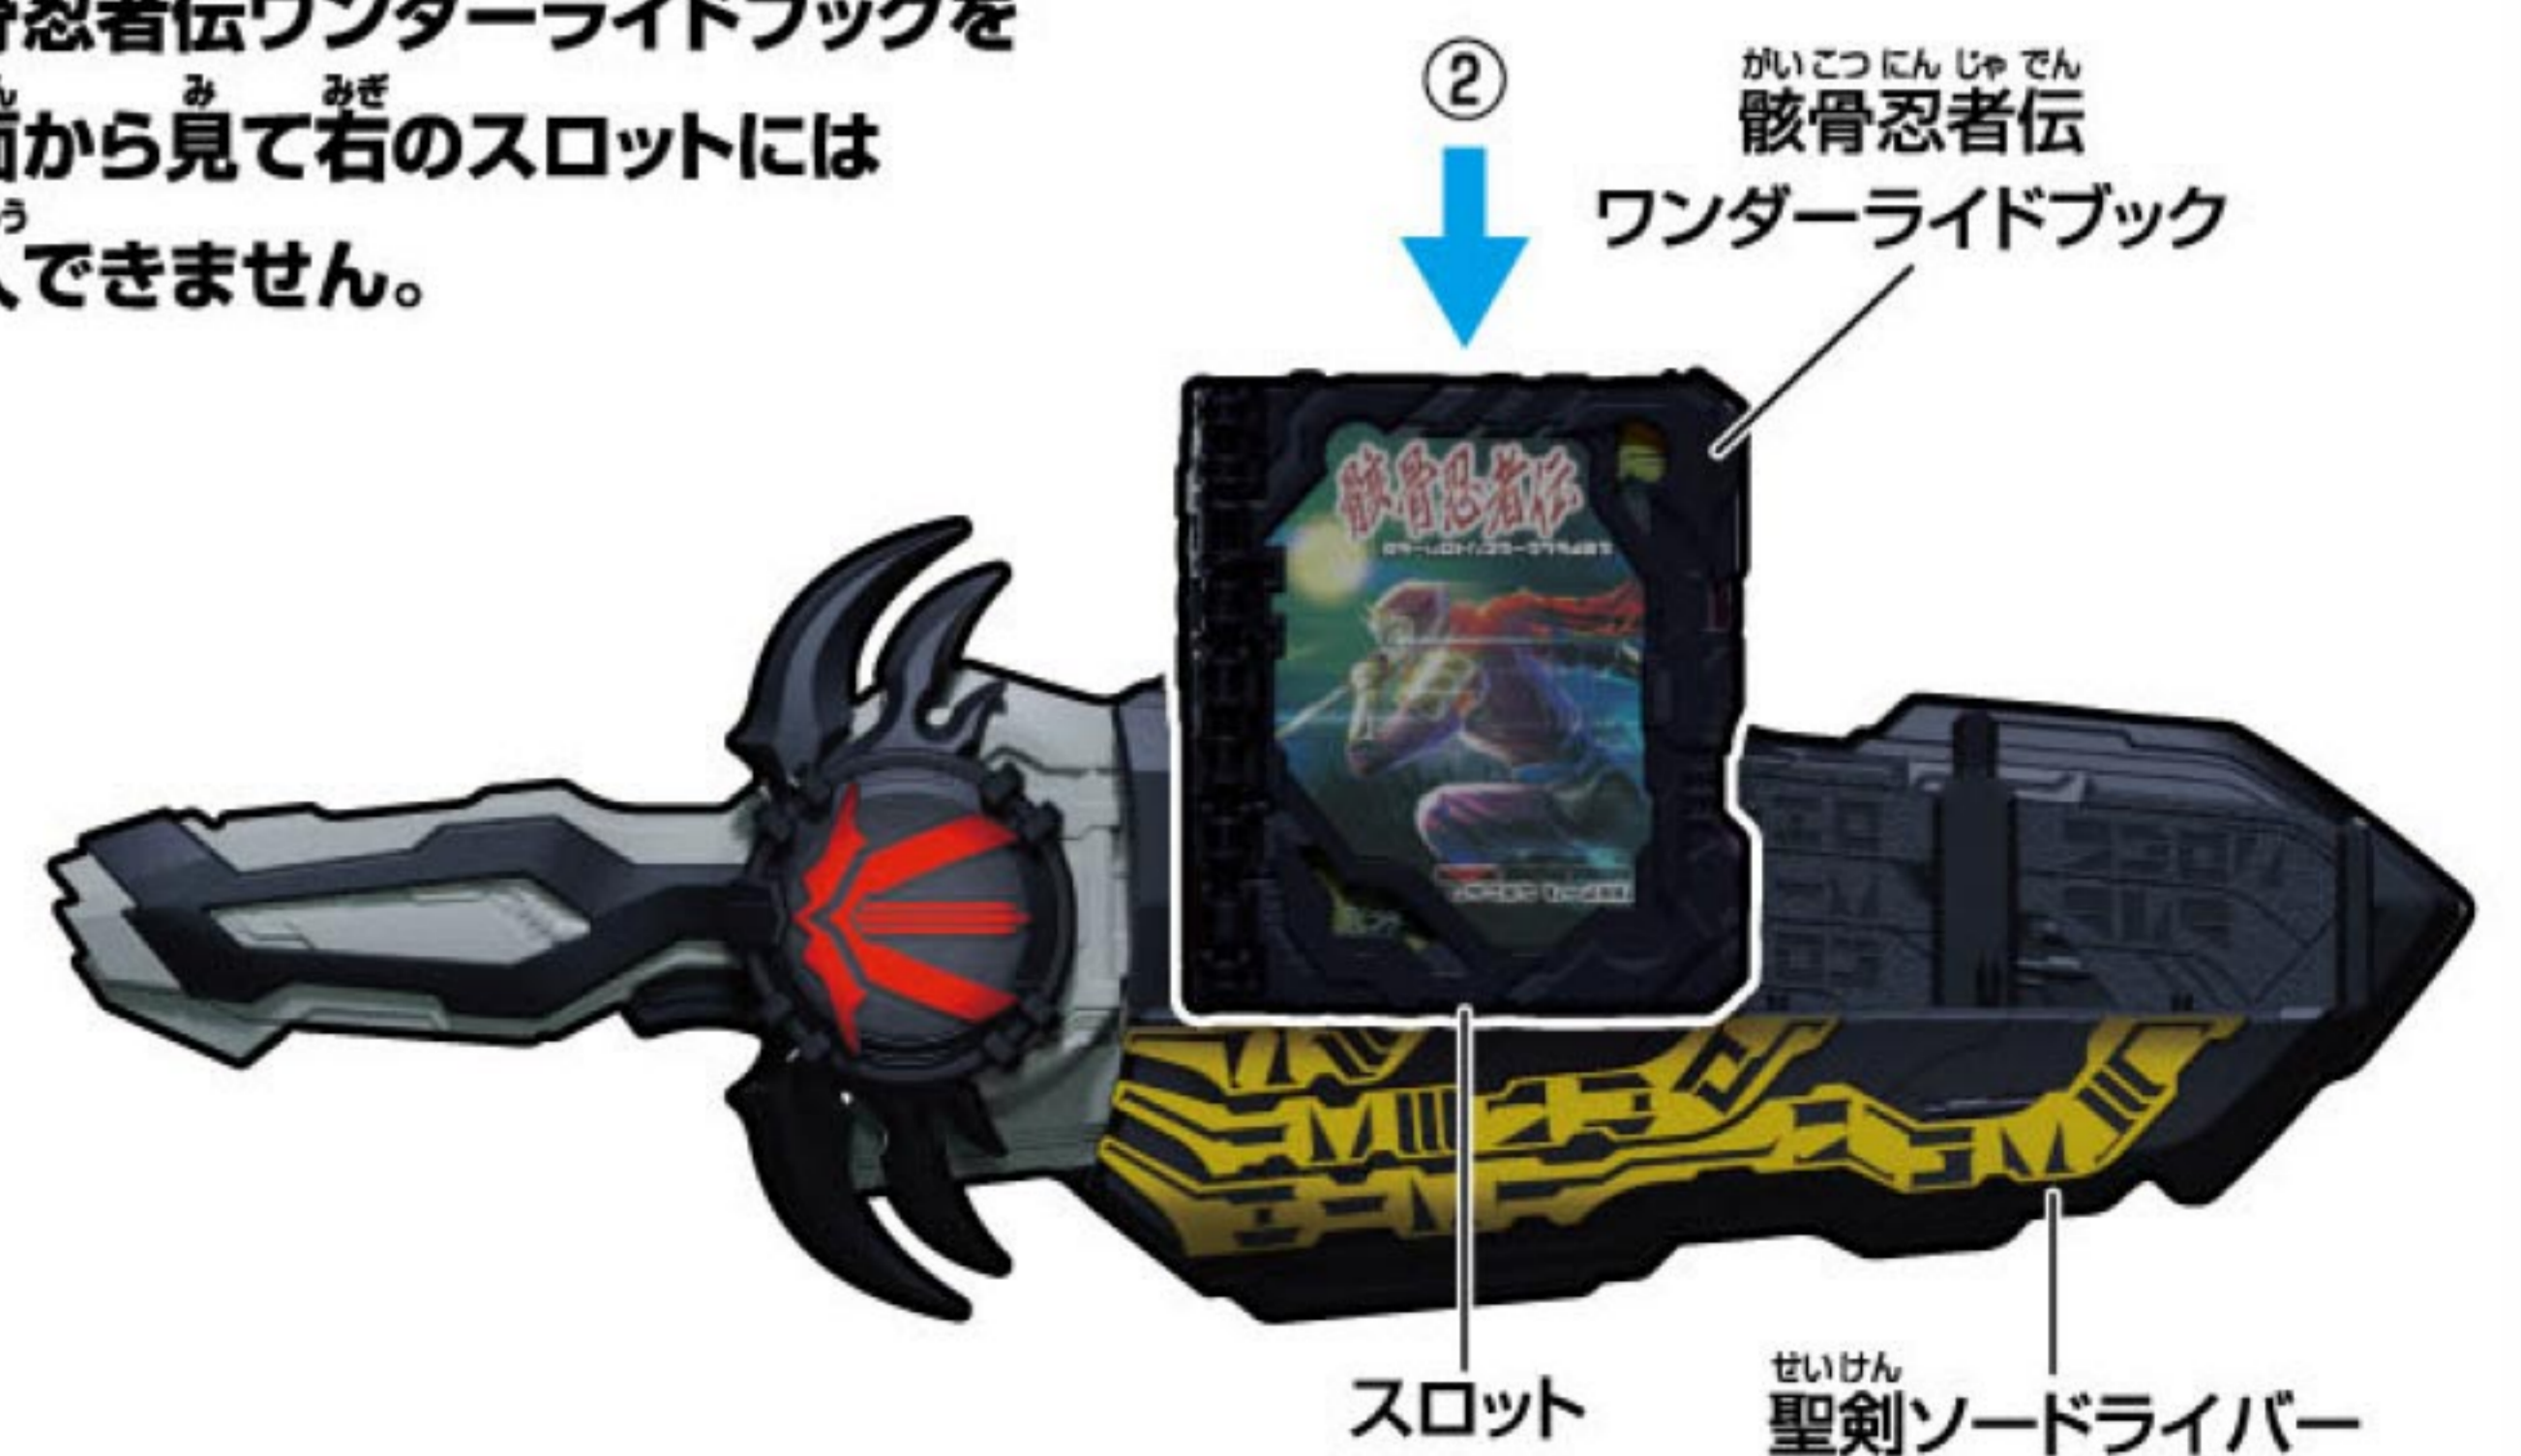 忍者伝ワンダーライドブックを
み みぎ
から見て右のスロットには
できません。
②
がいこつにんじゃでん
骸骨忍者伝
ワンダーライドブック
骸骨忍者伝
スロット
せいけん
聖剣ソードライバー